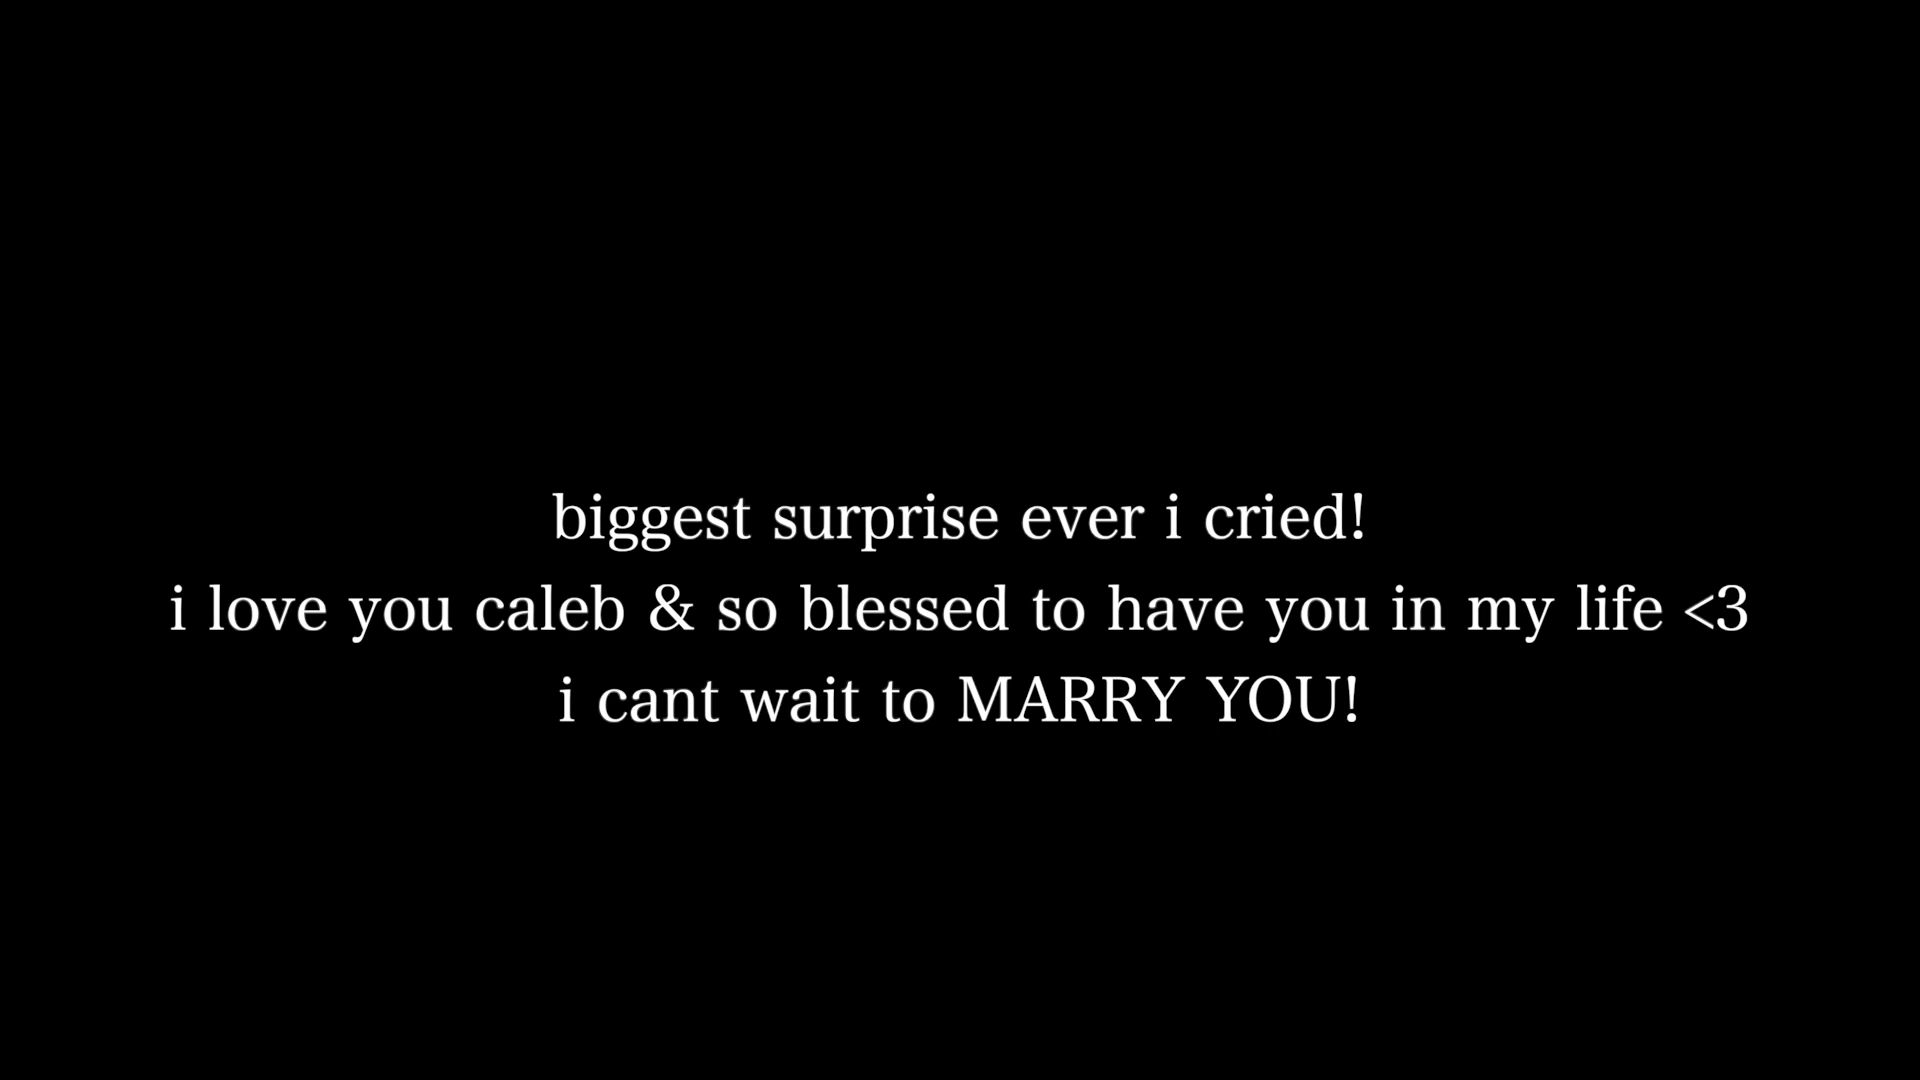 biggest surprise ever i cried!
i love you caleb & so blessed to have you in my life <3
i cant wait to MARRY YOU!